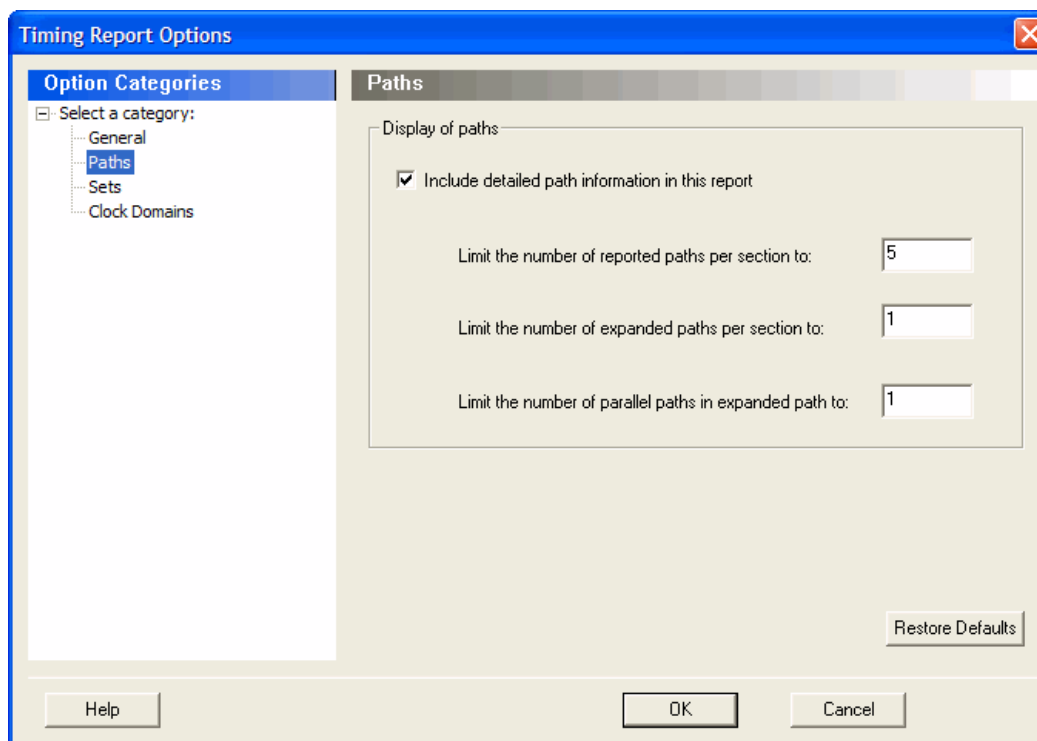 Timing Report Options
Option Categories
Select a category:
General
Paths
Sets
Clock Domains
Paths
Display of paths
Include detailed path information in this report
Limit the number of reported paths per section to: 5
Limit the number of expanded paths per section to: 1
Limit the number of parallel paths in expanded path to: 1
Restore Defaults
Help
OK
Cancel